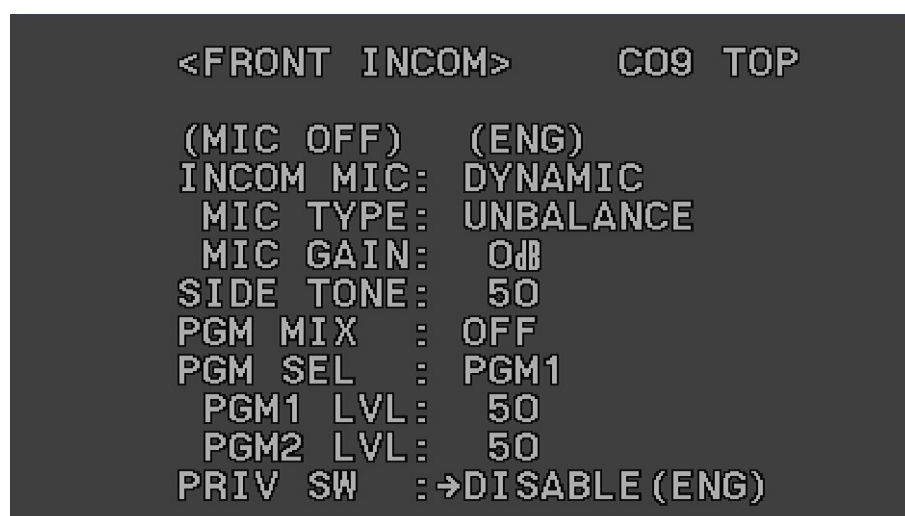 <FRONT INCOM> C09 TOP
(MIC OFF) (ENG)
INCOM MIC: DYNAMIC
MIC TYPE: UNBALANCE
MIC GAIN: 0dB
SIDE TONE: 50
PGM MIX : OFF
PGM SEL : PGM1
PGM1 LVL: 50
PGM2 LVL: 50
PRIV SW :→DISABLE(ENG)